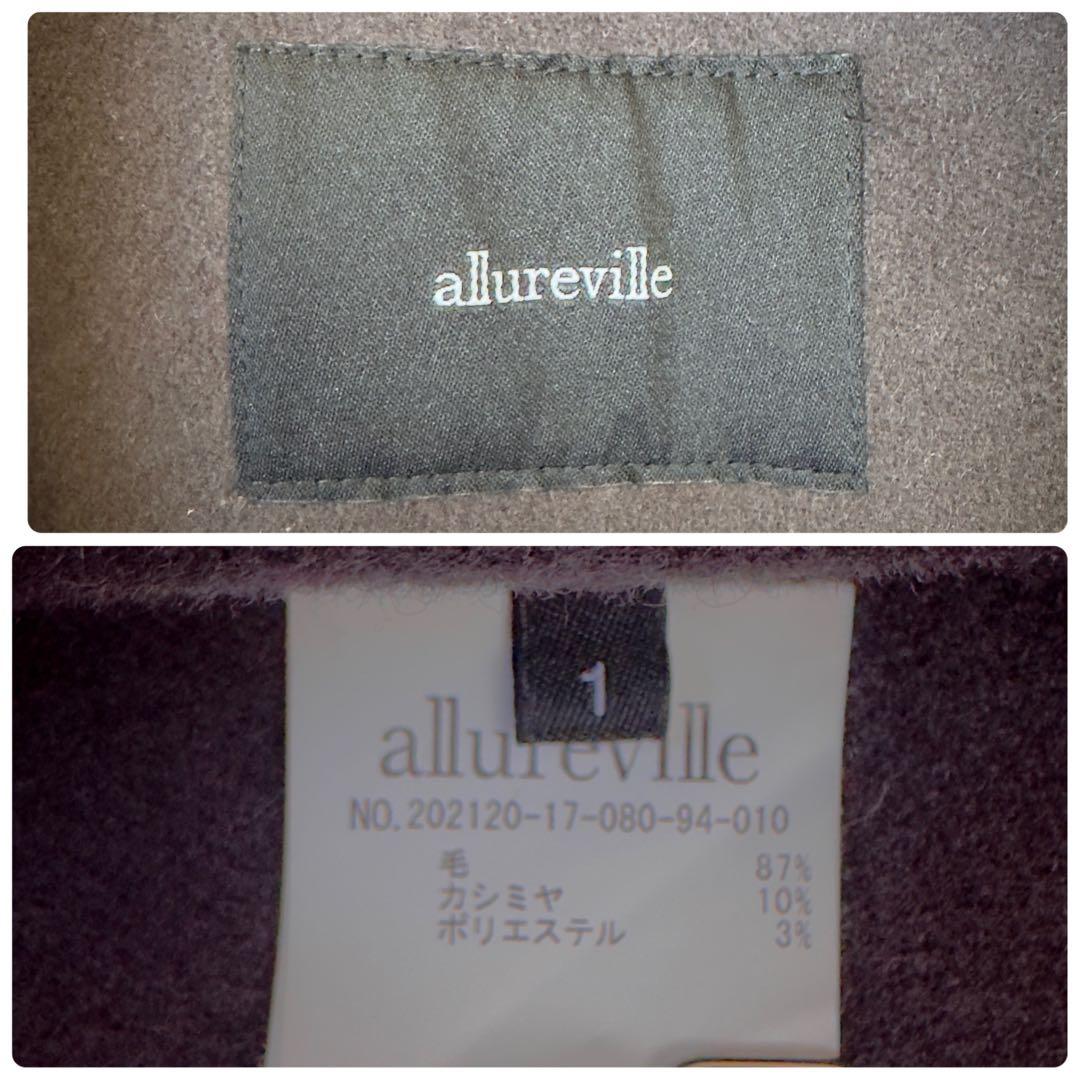 allureville
1
allureville
NO.202120-17-080-94-010
毛 87%
カシミヤ 10%
ポリエステル 3%